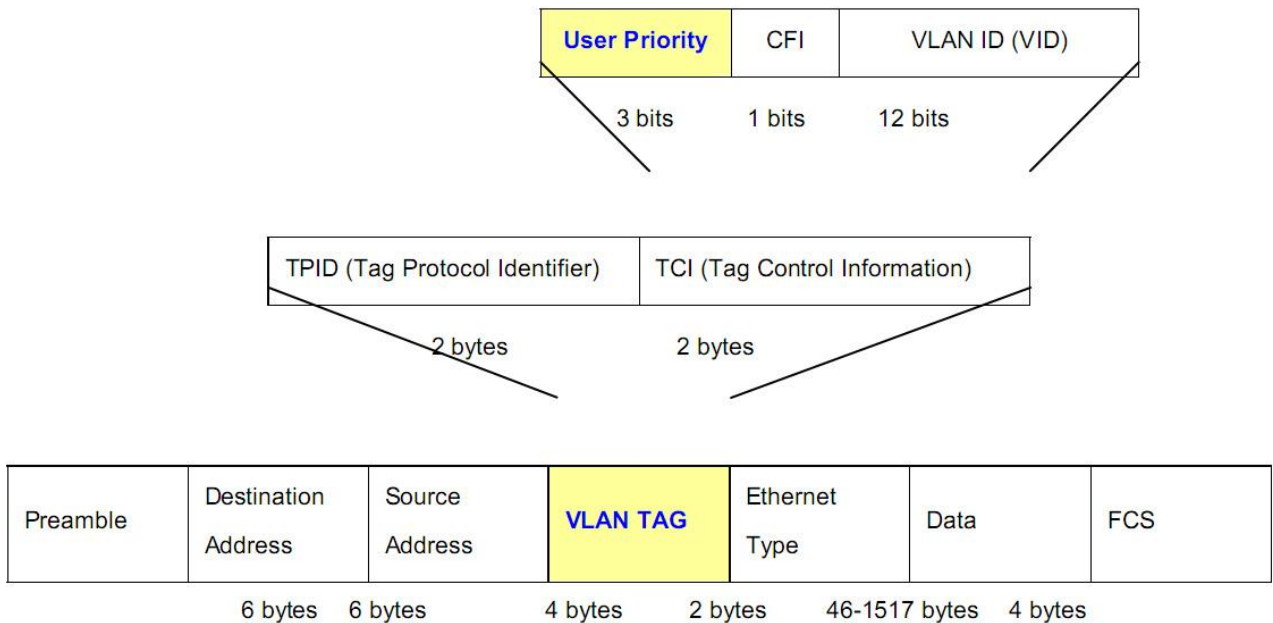 User Priority CFI VLAN ID (VID)
3 bits 1 bits 12 bits
TPID (Tag Protocol Identifier) TCI (Tag Control Information)
2 bytes 2 bytes
Preamble
Destination
Address
Source
Address
VLAN TAG
Ethernet
Type
Data
FCS
6 bytes 6 bytes 4 bytes 2 bytes 46-1517 bytes 4 bytes